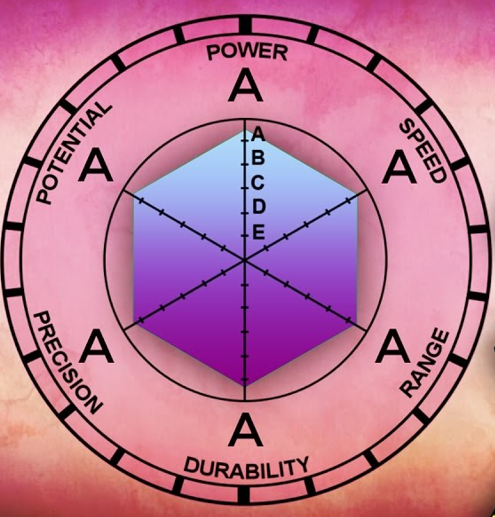 POWER
A
SPEED
A
RANGE
A
DURABILITY
A
PRECISION
A
POTENTIAL
A
A
B
C
D
E